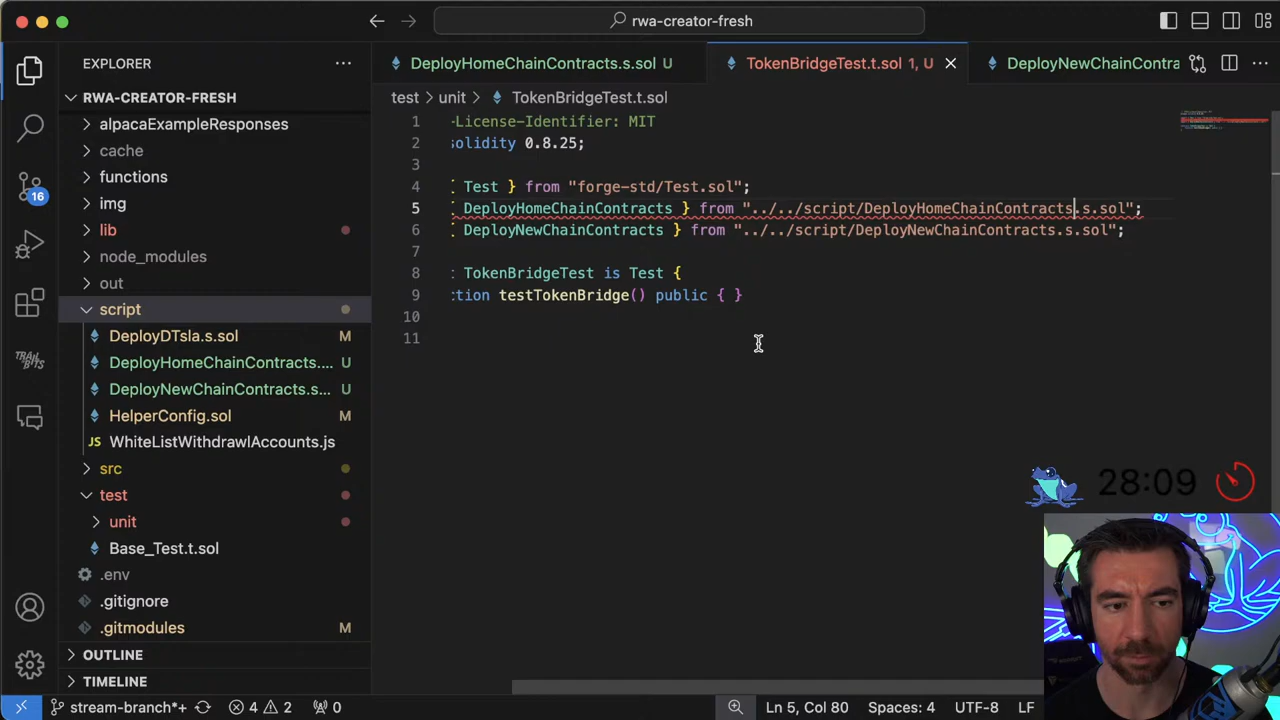 rwa-creator-fresh
EXPLORER
RWA-CREATOR-FRESH
alpacaExampleResponses
cache
functions
img
lib
node_modules
out
script
DeployDTsla.s.sol M
DeployHomeChainContracts.... U
DeployNewChainContracts.s... U
HelperConfig.sol M
JS WhiteListWithdrawlAccounts.js
src
test
unit
Base_Test.t.sol
.env
.gitignore
.gitmodules M
OUTLINE
TIMELINE
16
TRAIL OF BITS
DeployHomeChainContracts.s.sol U
TokenBridgeTest.t.sol 1, U
DeployNewChainContra
test > unit > TokenBridgeTest.t.sol
1 -License-Identifier: MIT
2 solidity 0.8.25;
3
4 Test } from "forge-std/Test.sol";
5 DeployHomeChainContracts } from "../../script/DeployHomeChainContracts.s.sol";
6 DeployNewChainContracts } from "../../script/DeployNewChainContracts.s.sol";
7
8 : TokenBridgeTest is Test {
9 :tion testTokenBridge() public { }
10
11
28:09
stream-branch*+ 4 2 0 Ln 5, Col 80 Spaces: 4 UTF-8 LF